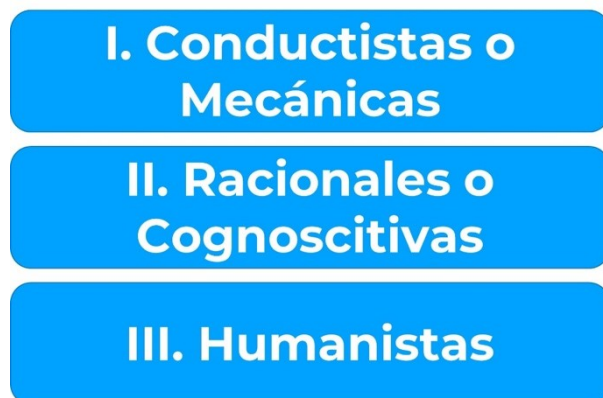 I. Conductistas o
Mecánicas
II. Racionales o
Cognoscitivas
III. Humanistas